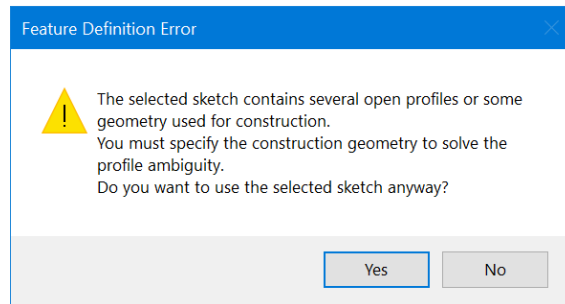 Feature Definition Error
The selected sketch contains several open profiles or some
geometry used for construction.
You must specify the construction geometry to solve the
profile ambiguity.
Do you want to use the selected sketch anyway?
Yes
No